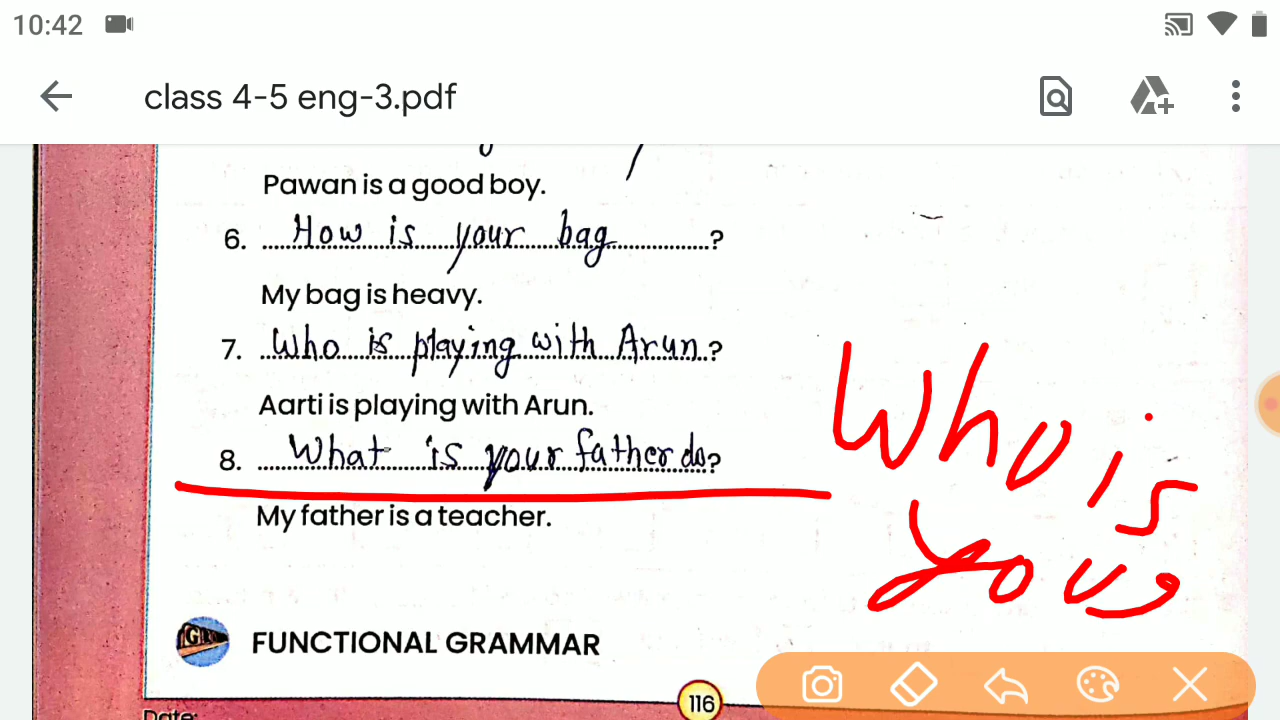 10:42
class 4-5 eng-3.pdf
Pawan is a good boy.
6. How is your bag ?
My bag is heavy.
7. Who is playing with Arun ?
Aarti is playing with Arun.
8. What is your father do ?
My father is a teacher.
Who is
FUNCTIONAL GRAMMAR
116
Date: